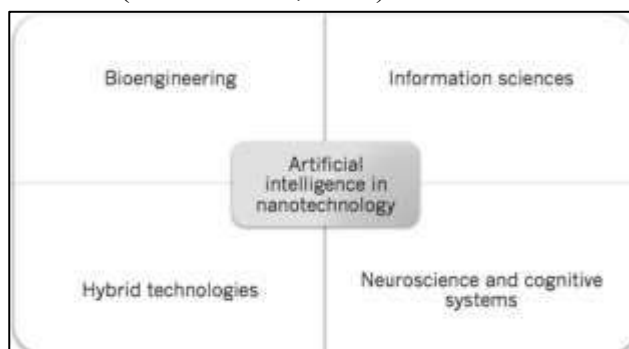 Bioengineering
Information sciences
Artificial
intelligence in
nanotechnology
Hybrid technologies
Neuroscience and cognitive
systems